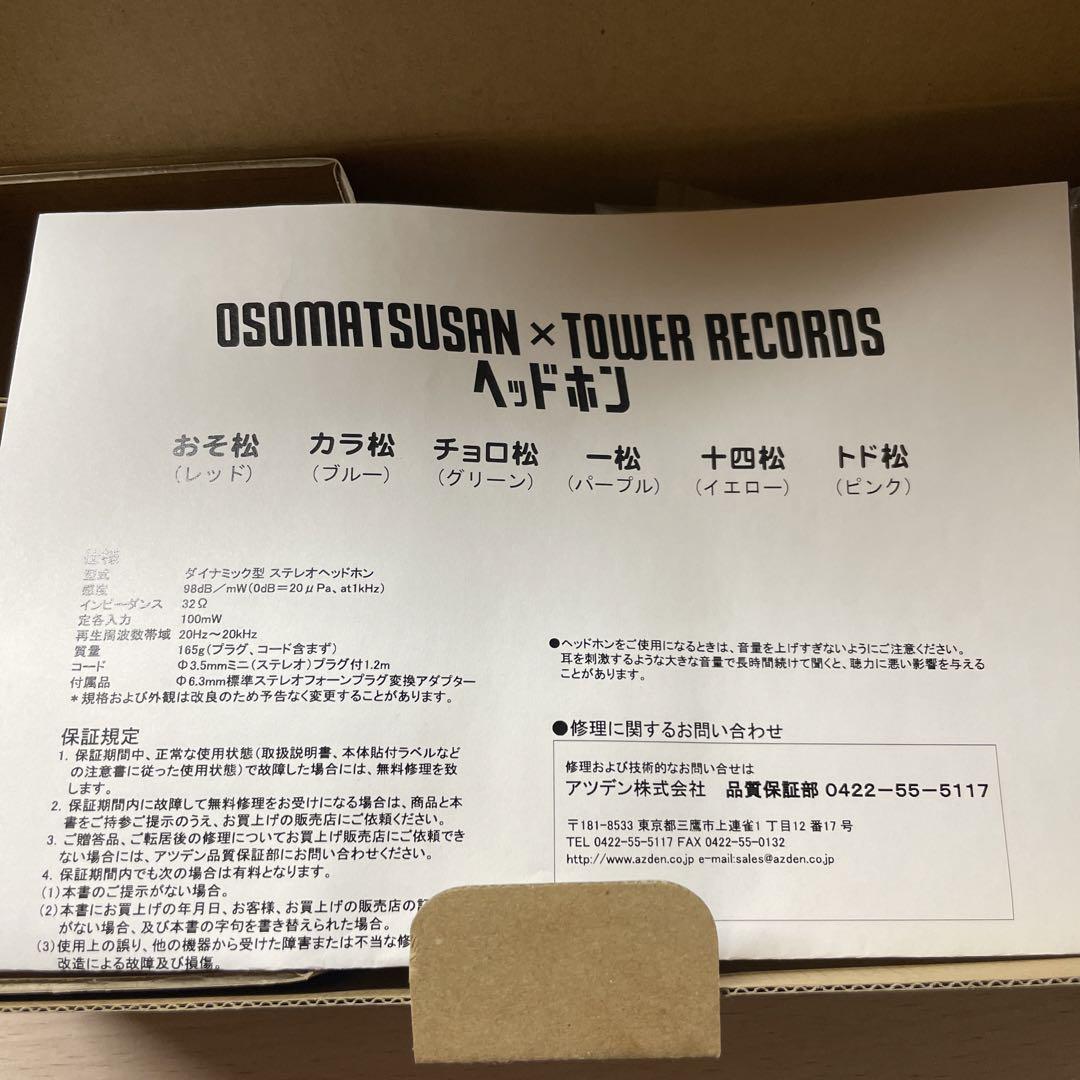 OSOMATSUSAN×TOWER RECORDS
ヘッドホン
おそ松 カラ松 チョロ松 一松 十四松 トド松
（レッド） （ブルー） （グリーン） （パープル） （イエロー） （ピンク）
仕様
型式 ダイナミック型 ステレオヘッドホン
感度 98dB／mW（0dB＝20μPa、at1kHz）
インピーダンス 32Ω
定各入力 100mW
再生周波数帯域 20Hz～20kHz
質量 165g（プラグ、コード含まず）
コード Φ3.5mmミニ（ステレオ）プラグ付1.2m
付属品 Φ6.3mm標準ステレオフォーンプラグ変換アダプター
＊規格および外観は改良のため予告なく変更することがあります。
保証規定
1. 保証期間中、正常な使用状態（取扱説明書、本体貼付ラベルなど
の注意書に従った使用状態）で故障した場合には、無料修理を致
します。
2. 保証期間内に故障して無料修理をお受けになる場合は、商品と本
書をご持参ご提示のうえ、お買上げの販売店にご依頼ください。
3. ご贈答品、ご転居後の修理についてお買上げ販売店にご依頼でき
ない場合には、アツデン品質保証部にお問い合わせください。
4. 保証期間内でも次の場合は有料となります。
(1)本書のご提示がない場合。
(2)本書にお買上げの年月日、お客様、お買上げの販売店の
がない場合、及び本書の字句を書き替えられた場合。
(3)使用上の誤り、他の機器から受けた障害または不当な修
改造による故障及び損傷。
●ヘッドホンをご使用になるときは、音量を上げすぎないようにご注意ください。
耳を刺激するような大きな音量で長時間続けて聞くと、聴力に悪い影響を与える
ことがあります。
●修理に関するお問い合わせ
修理および技術的なお問い合せは
アツデン株式会社 品質保証部 0422－55－5117
〒181-8533 東京都三鷹市上連雀1丁目12番17号
TEL 0422-55-5117 FAX 0422-55-0132
http://www.azden.co.jp e-mail:sales@azden.co.jp